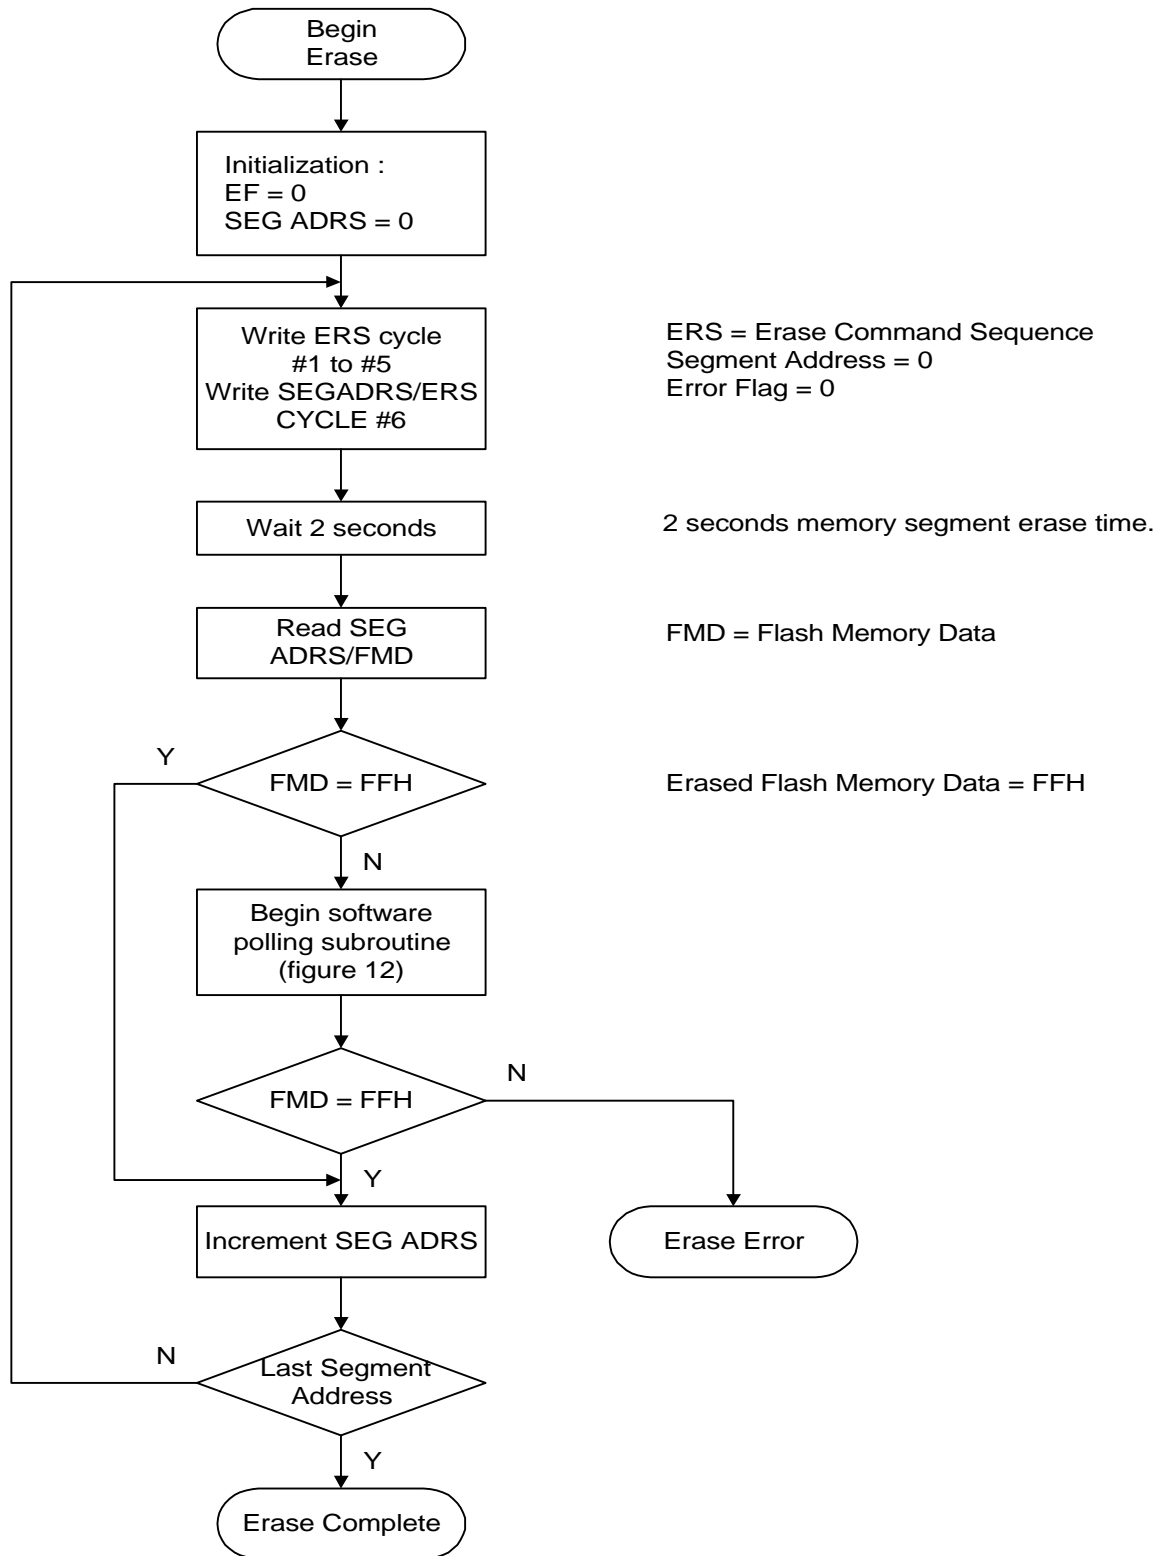 Begin
Erase
Initialization :
EF = 0
SEG ADRS = 0
Write ERS cycle
#1 to #5
Write SEGADRS/ERS
CYCLE #6
ERS = Erase Command Sequence
Segment Address = 0
Error Flag = 0
Wait 2 seconds
2 seconds memory segment erase time.
Read SEG
ADRS/FMD
FMD = Flash Memory Data
Y
FMD = FFH
Erased Flash Memory Data = FFH
N
Begin software
polling subroutine
(figure 12)
N
FMD = FFH
Y
Increment SEG ADRS
Erase Error
N
Last Segment
Address
Y
Erase Complete